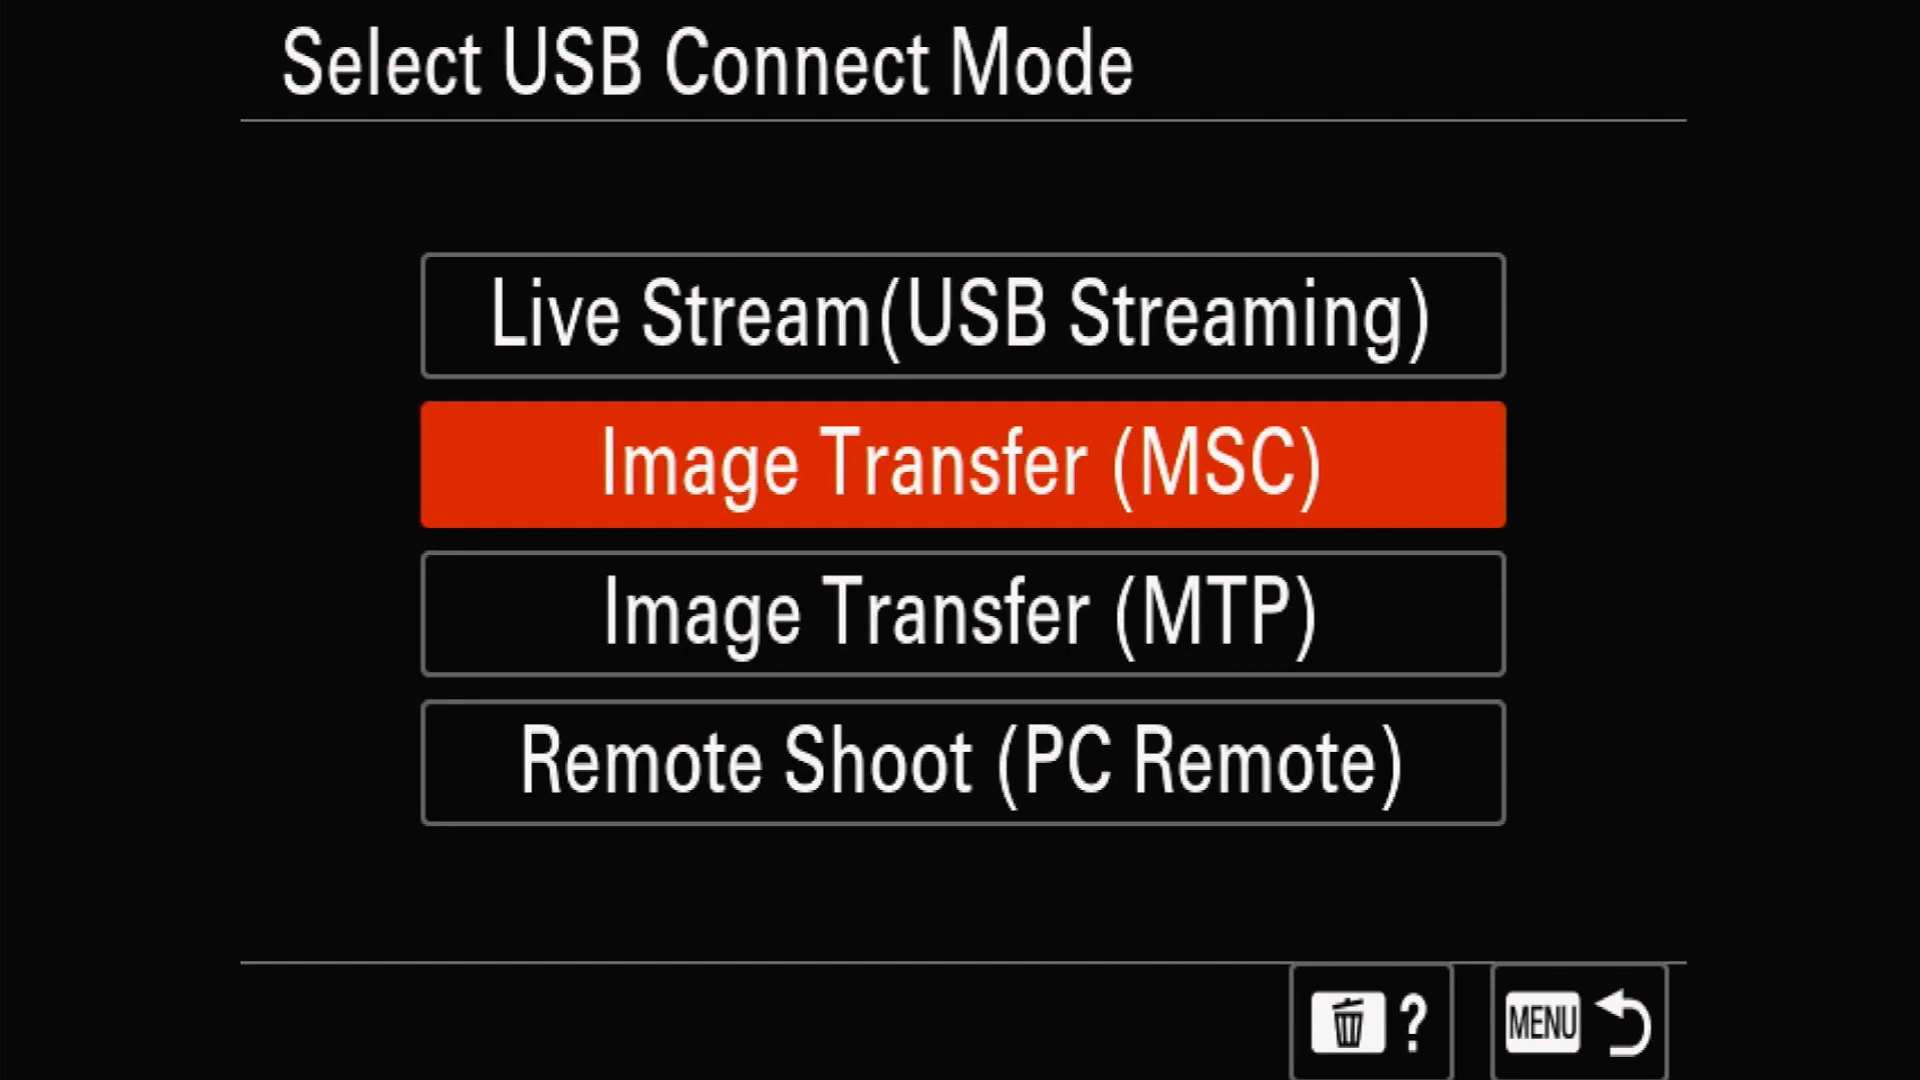 Select USB Connect Mode
Live Stream(USB Streaming)
Image Transfer (MSC)
Image Transfer (MTP)
Remote Shoot (PC Remote)
? MENU